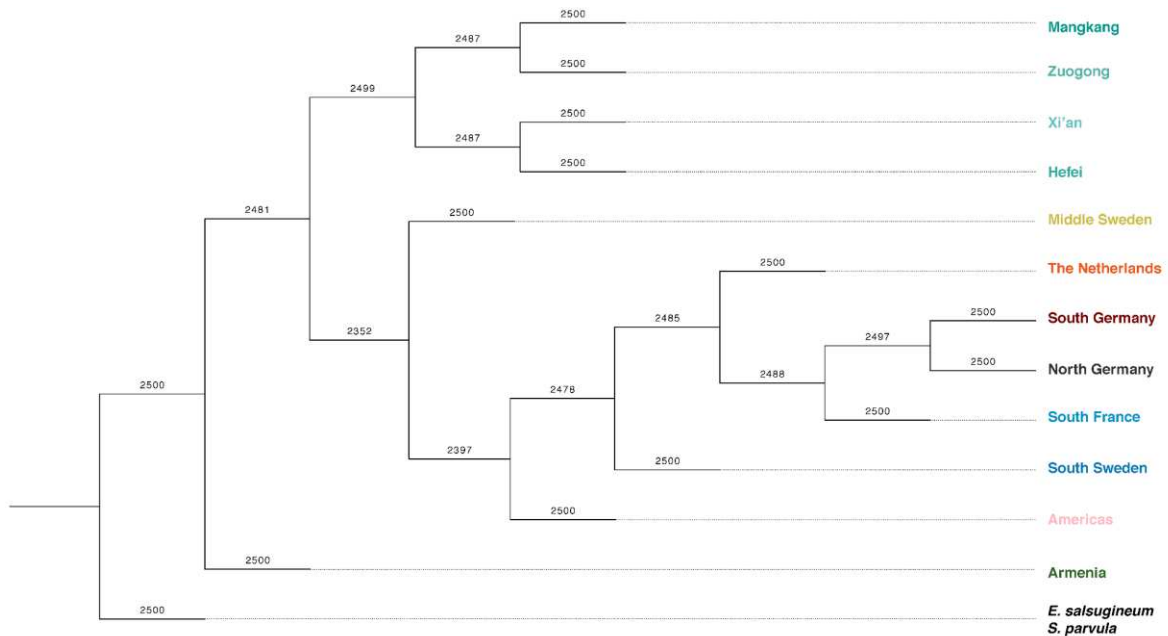 2500
Mangkang
2487
2500
Zuogong
2499
2500
Xi'an
2487
2500
Hefei
2481
2500
Middle Sweden
2500
The Netherlands
2352
2485
2500
South Germany
2497
2500
North Germany
2488
2500
2478
2500
South France
2397
2500
South Sweden
2500
Americas
2500
Armenia
2500
E. salsugineum
S. parvula